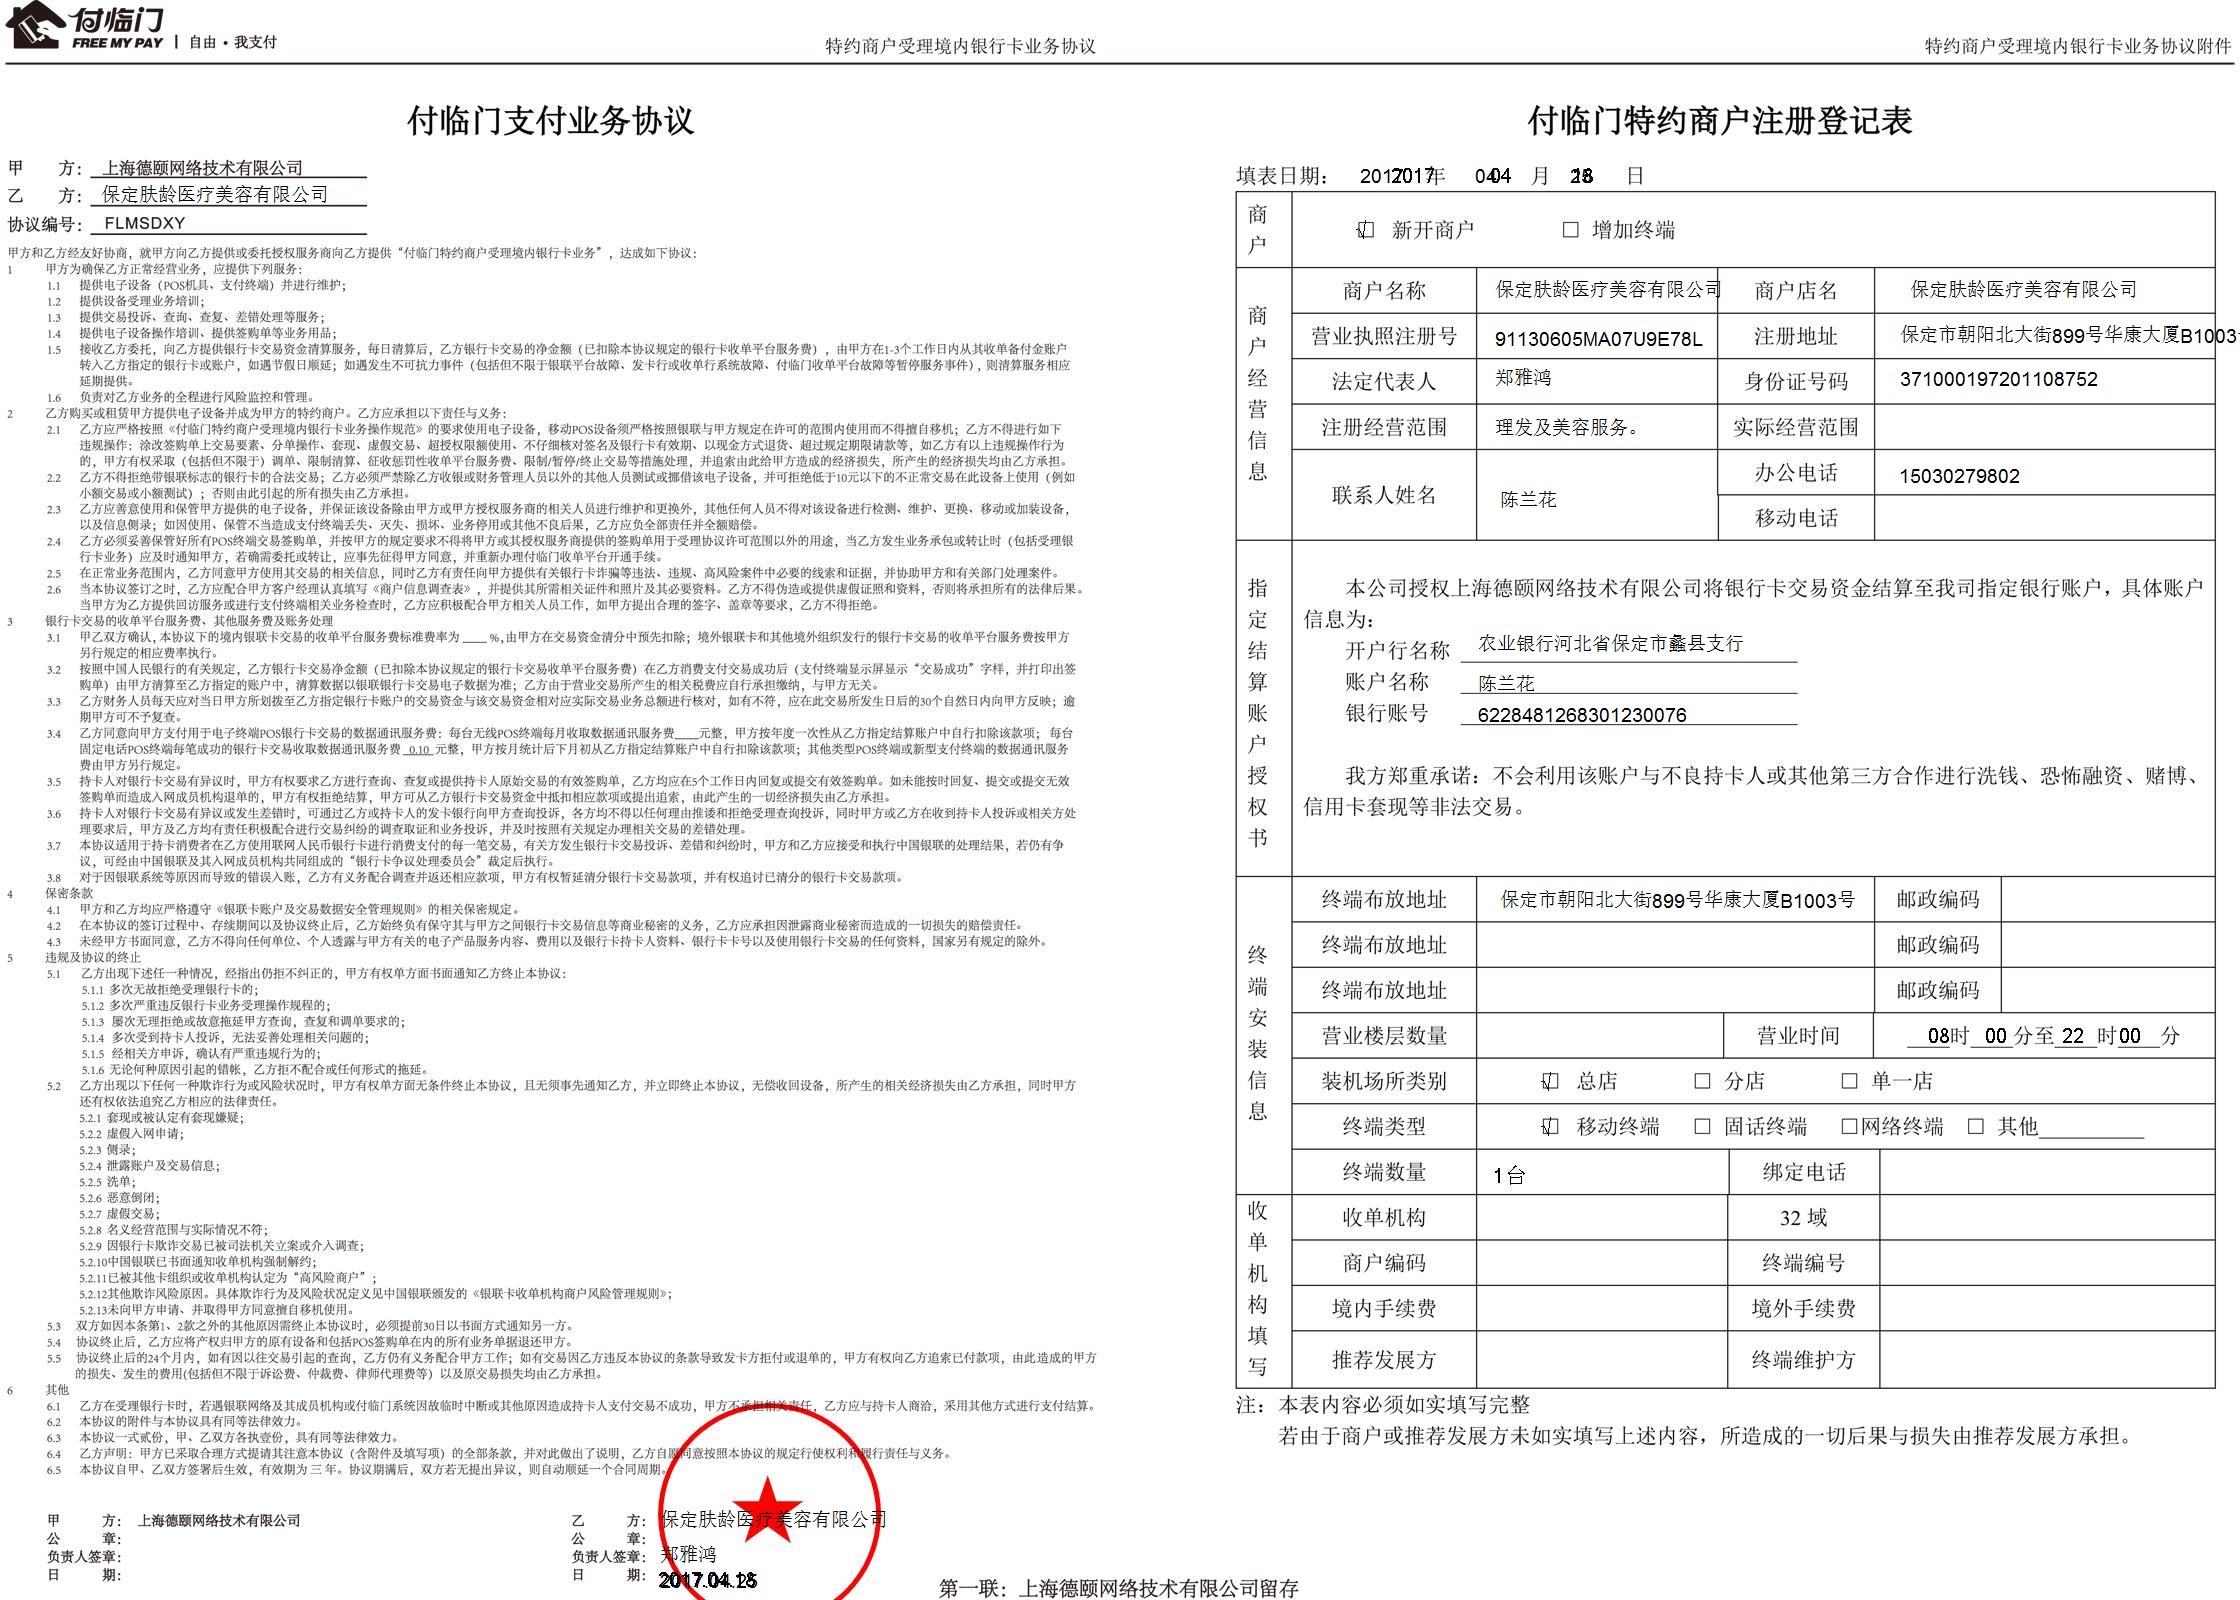 付临门
FREE MY PAY
自由·我支付
特约商户受理境内银行卡业务协议
特约商户受理境内银行卡业务协议附件
付临门支付业务协议
甲 方：上海德颐网络技术有限公司
乙 方：保定肤龄医疗美容有限公司
协议编号：FLMSDXY
甲方和乙方经友好协商，就甲方向乙方提供或委托授权服务商向乙方提供“付临门特约商户受理境内银行卡业务”，达成如下协议：
1 甲方为确保乙方正常经营业务，应提供下列服务：
1.1 提供电子设备（POS机具、支付终端）并进行维护；
1.2 提供设备受理业务培训；
1.3 提供交易投诉、查询、查复、差错处理等服务；
1.4 提供电子设备操作培训、提供签购单等业务用品；
1.5 接收乙方委托，向乙方提供银行卡交易资金清算服务，每日清算后，乙方银行卡交易的净金额（已扣除本协议规定的银行卡收单平台服务费），由甲方在1-3个工作日内从其收单备付金账户
转入乙方指定的银行卡或账户，如遇节假日顺延；如遇发生不可抗力事件（包括但不限于银联平台故障、发卡行或收单行系统故障、付临门收单平台故障等暂停服务事件），则清算服务相应
延期提供。
1.6 负责对乙方业务的全程进行风险监控和管理。
2 乙方购买或租赁甲方提供电子设备并成为甲方的特约商户。乙方应承担以下责任与义务：
2.1 乙方应严格按照《付临门特约商户受理境内银行卡业务操作规范》的要求使用电子设备，移动POS设备须严格按照银联与甲方规定在许可的范围内使用而不得擅自移机；乙方不得进行如下
违规操作：涂改签购单上交易要素、分单操作、套现、虚假交易、超授权限额使用、不仔细核对签名及银行卡有效期、以现金方式退货、超过规定期限请款等，如乙方有以上违规操作行为
的，甲方有权采取（包括但不限于）调单、限制清算、征收惩罚性收单平台服务费、限制/暂停/终止交易等措施处理，并追索由此给甲方造成的经济损失，所产生的经济损失均由乙方承担。
2.2 乙方不得拒绝带银联标志的银行卡的合法交易；乙方必须严禁除乙方收银或财务管理人员以外的其他人员测试或挪借该电子设备，并可拒绝低于10元以下的不正常交易在此设备上使用（例如
小额交易或小额测试）；否则由此引起的所有损失由乙方承担。
2.3 乙方应善意使用和保管甲方提供的电子设备，并保证该设备除由甲方或甲方授权服务商的相关人员进行维护和更换外，其他任何人员不得对该设备进行检测、维护、更换、移动或加装设备，
以及信息侧录；如因使用、保管不当造成支付终端丢失、灭失、损坏、业务停用或其他不良后果，乙方应负全部责任并全额赔偿。
2.4 乙方必须妥善保管好所有POS终端交易签购单，并按甲方的规定要求不得将甲方或其授权服务商提供的签购单用于受理协议许可范围以外的用途，当乙方发生业务承包或转让时（包括受理银
行卡业务）应及时通知甲方，若确需委托或转让，应事先征得甲方同意，并重新办理付临门收单平台开通手续。
2.5 在正常业务范围内，乙方同意甲方使用其交易的相关信息，同时乙方有责任向甲方提供有关银行卡诈骗等违法、违规、高风险案件中必要的线索和证据，并协助甲方和有关部门处理案件。
2.6 当本协议签订之时，乙方应配合甲方客户经理认真填写《商户信息调查表》，并提供其所需相关证件和照片及其必要资料。乙方不得伪造或提供虚假证照和资料，否则将承担所有的法律后果。
当甲方为乙方提供回访服务或进行支付终端相关业务检查时，乙方应积极配合甲方相关人员工作，如甲方提出合理的签字、盖章等要求，乙方不得拒绝。
3 银行卡交易的收单平台服务费、其他服务费及账务处理
3.1 甲乙双方确认，本协议下的境内银联卡交易的收单平台服务费标准费率为____%，由甲方在交易资金清分中预先扣除；境外银联卡和其他境外组织发行的银行卡交易的收单平台服务费按甲方
另行规定的相应费率执行。
3.2 按照中国人民银行的有关规定，乙方银行卡交易净金额（已扣除本协议规定的银行卡交易收单平台服务费）在乙方消费支付交易成功后（支付终端显示屏显示“交易成功”字样，并打印出签
购单）由甲方清算至乙方指定的账户中，清算数据以银联银行卡交易电子数据为准；乙方由于营业交易所产生的相关税费应自行承担缴纳，与甲方无关。
3.3 乙方财务人员每天应对当日甲方所划拨至乙方指定银行卡账户的交易资金与该交易资金相对应实际交易业务总额进行核对，如有不符，应在此交易所发生日后的30个自然日内向甲方反映；逾
期甲方可不予复查。
3.4 乙方同意向甲方支付用于电子终端POS银行卡交易的数据通讯服务费：每台无线POS终端每月收取数据通讯服务费____元整，甲方按年度一次性从乙方指定结算账户中自行扣除该款项； 每台
固定电话POS终端每笔成功的银行卡交易收取数据通讯服务费 0.10 元整，甲方按月统计后下月初从乙方指定结算账户中自行扣除该款项；其他类型POS终端或新型支付终端的数据通讯服务
费由甲方另行规定。
3.5 持卡人对银行卡交易有异议时，甲方有权要求乙方进行查询、查复或提供持卡人原始交易的有效签购单，乙方均应在5个工作日内回复或提交有效签购单。如未能按时回复、提交或提交无效
签购单而造成入网成员机构退单的，甲方有权拒绝结算，甲方可从乙方银行卡交易资金中抵扣相应款项或提出追索，由此产生的一切经济损失由乙方承担。
3.6 持卡人对银行卡交易有异议或发生差错时，可通过乙方或持卡人的发卡银行向甲方查询投诉，各方均不得以任何理由推诿和拒绝受理查询投诉，同时甲方或乙方在收到持卡人投诉或相关方处
理要求后，甲方及乙方均有责任积极配合进行交易纠纷的调查取证和业务投诉，并及时按照有关规定办理相关交易的差错处理。
3.7 本协议适用于持卡消费者在乙方使用联网人民币银行卡进行消费支付的每一笔交易，有关方发生银行卡交易投诉、差错和纠纷时，甲方和乙方应接受和执行中国银联的处理结果，若仍有争
议，可经由中国银联及其入网成员机构共同组成的“银行卡争议处理委员会”裁定后执行。
3.8 对于因银联系统等原因而导致的错误入账，乙方有义务配合调查并返还相应款项，甲方有权暂延清分银行卡交易款项，并有权追讨已清分的银行卡交易款项。
4 保密条款
4.1 甲方和乙方均应严格遵守《银联卡账户及交易数据安全管理规则》的相关保密规定。
4.2 在本协议的签订过程中、存续期间以及协议终止后，乙方始终负有保守其与甲方之间银行卡交易信息等商业秘密的义务，乙方应承担因泄露商业秘密而造成的一切损失的赔偿责任。
4.3 未经甲方书面同意，乙方不得向任何单位、个人透露与甲方有关的电子产品服务内容、费用以及银行卡持卡人资料、银行卡卡号以及使用银行卡交易的任何资料，国家另有规定的除外。
5 违规及协议的终止
5.1 乙方出现下述任一种情况，经指出仍拒不纠正的，甲方有权单方面书面通知乙方终止本协议：
5.1.1 多次无故拒绝受理银行卡的；
5.1.2 多次严重违反银行卡业务受理操作规程的；
5.1.3 屡次无理拒绝或故意拖延甲方查询，查复和调单要求的；
5.1.4 多次受到持卡人投诉，无法妥善处理相关问题的；
5.1.5 经相关方申诉，确认有严重违规行为的；
5.1.6 无论何种原因引起的错帐，乙方拒不配合或任何形式的拖延。
5.2 乙方出现以下任何一种欺诈行为或风险状况时，甲方有权单方面无条件终止本协议，且无须事先通知乙方，并立即终止本协议，无偿收回设备，所产生的相关经济损失由乙方承担，同时甲方
还有权依法追究乙方相应的法律责任。
5.2.1 套现或被认定有套现嫌疑；
5.2.2 虚假入网申请；
5.2.3 侧录；
5.2.4 泄露账户及交易信息；
5.2.5 洗单；
5.2.6 恶意倒闭；
5.2.7 虚假交易；
5.2.8 名义经营范围与实际情况不符；
5.2.9 因银行卡欺诈交易已被司法机关立案或介入调查；
5.2.10中国银联已书面通知收单机构强制解约；
5.2.11已被其他卡组织或收单机构认定为“高风险商户”；
5.2.12其他欺诈风险原因。具体欺诈行为及风险状况定义见中国银联颁发的《银联卡收单机构商户风险管理规则》；
5.2.13未向甲方申请、并取得甲方同意擅自移机使用。
5.3 双方如因本条第1、2款之外的其他原因需终止本协议时，必须提前30日以书面方式通知另一方。
5.4 协议终止后，乙方应将产权归甲方的原有设备和包括POS签购单在内的所有业务单据退还甲方。
5.5 协议终止后的24个月内，如有因以往交易引起的查询，乙方仍有义务配合甲方工作；如有交易因乙方违反本协议的条款导致发卡方拒付或退单的，甲方有权向乙方追索已付款项，由此造成的甲方
的损失、发生的费用(包括但不限于诉讼费、仲裁费、律师代理费等）以及原交易损失均由乙方承担。
6 其他
6.1 乙方在受理银行卡时，若遇银联网络及其成员机构或付临门系统因故临时中断或其他原因造成持卡人支付交易不成功，甲方不承担相关责任，乙方应与持卡人商洽，采用其他方式进行支付结算。
6.2 本协议的附件与本协议具有同等法律效力。
6.3 本协议一式贰份，甲、乙双方各执壹份，具有同等法律效力。
6.4 乙方声明：甲方已采取合理方式提请其注意本协议（含附件及填写项）的全部条款，并对此做出了说明，乙方自愿同意按照本协议的规定行使权利和履行责任与义务。
6.5 本协议自甲、乙双方签署后生效，有效期为 三 年。协议期满后，双方若无提出异议，则自动顺延一个合同周期。
甲 方：上海德颐网络技术有限公司
公 章：
负责人签章：
日 期：
乙 方：保定肤龄医疗美容有限公司
公 章：
负责人签章：郑雅鸿
日 期：
第一联：上海德颐网络技术有限公司留存
付临门特约商户注册登记表
填表日期： 2017年 04 月 日
商户
√ 新开商户 □ 增加终端
商户经营信息
商户名称 保定肤龄医疗美容有限公司 商户店名 保定肤龄医疗美容有限公司
营业执照注册号 91130605MA07U9E78L 注册地址 保定市朝阳北大街899号华康大厦B1003
法定代表人 郑雅鸿 身份证号码 371000197201108752
注册经营范围 理发及美容服务。 实际经营范围
联系人姓名 陈兰花 办公电话 15030279802
移动电话
指定结算账户授权书
本公司授权上海德颐网络技术有限公司将银行卡交易资金结算至我司指定银行账户，具体账户
信息为：
开户行名称 农业银行河北省保定市蠡县支行
账户名称 陈兰花
银行账号 6228481268301230076
我方郑重承诺：不会利用该账户与不良持卡人或其他第三方合作进行洗钱、恐怖融资、赌博、
信用卡套现等非法交易。
终端安装信息
终端布放地址 保定市朝阳北大街899号华康大厦B1003号 邮政编码
终端布放地址 邮政编码
终端布放地址 邮政编码
营业楼层数量 营业时间 08时 00 分至 22 时00 分
装机场所类别 √ 总店 □ 分店 □ 单一店
终端类型 √ 移动终端 □ 固话终端 □网络终端 □ 其他
终端数量 1台 绑定电话
收单机构填写
收单机构 32 域
商户编码 终端编号
境内手续费 境外手续费
推荐发展方 终端维护方
注：本表内容必须如实填写完整
若由于商户或推荐发展方未如实填写上述内容，所造成的一切后果与损失由推荐发展方承担。